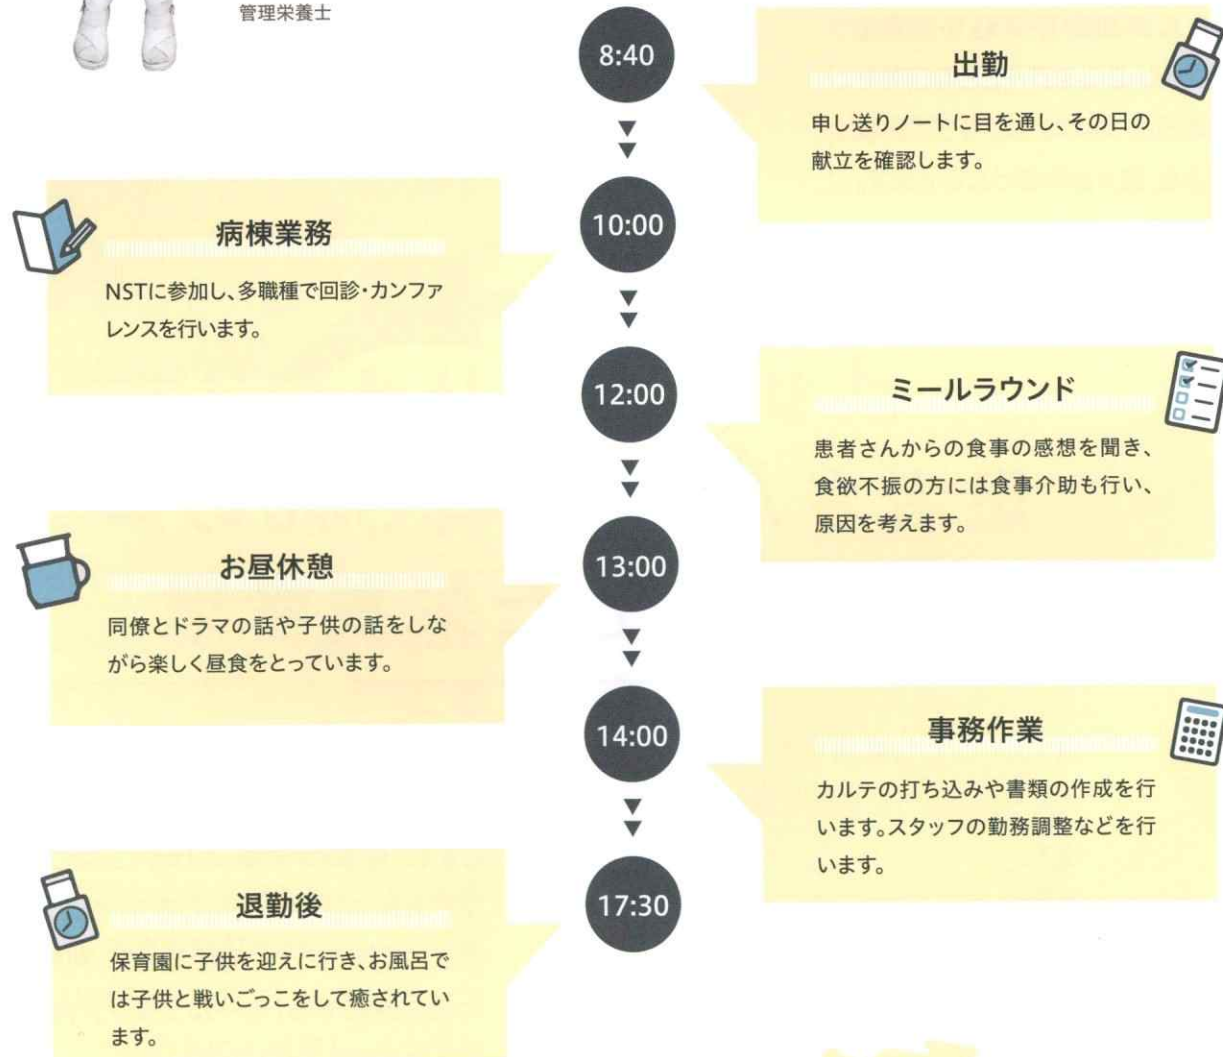 管理栄養士
8:40
出勤
申し送りノートに目を通し、その日の
献立を確認します。
10:00
病棟業務
NSTに参加し、多職種で回診・カンファ
レンスを行います。
12:00
ミールラウンド
患者さんからの食事の感想を聞き、
食欲不振の方には食事介助も行い、
原因を考えます。
13:00
お昼休憩
同僚とドラマの話や子供の話をしな
がら楽しく昼食をとっています。
14:00
事務作業
カルテの打ち込みや書類の作成を行
います。スタッフの勤務調整などを行
います。
17:30
退勤後
保育園に子供を迎えに行き、お風呂で
は子供と戦いごっこをして癒されてい
ます。